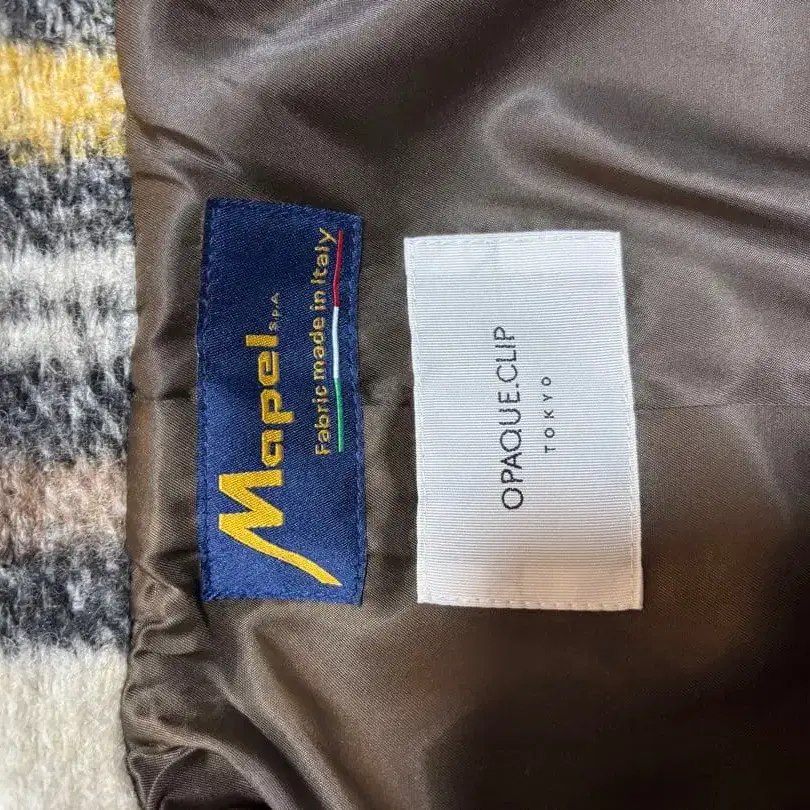 Mapel S.P.A.
Fabric made in Italy
OPAQUE.CLIP
TOKYO